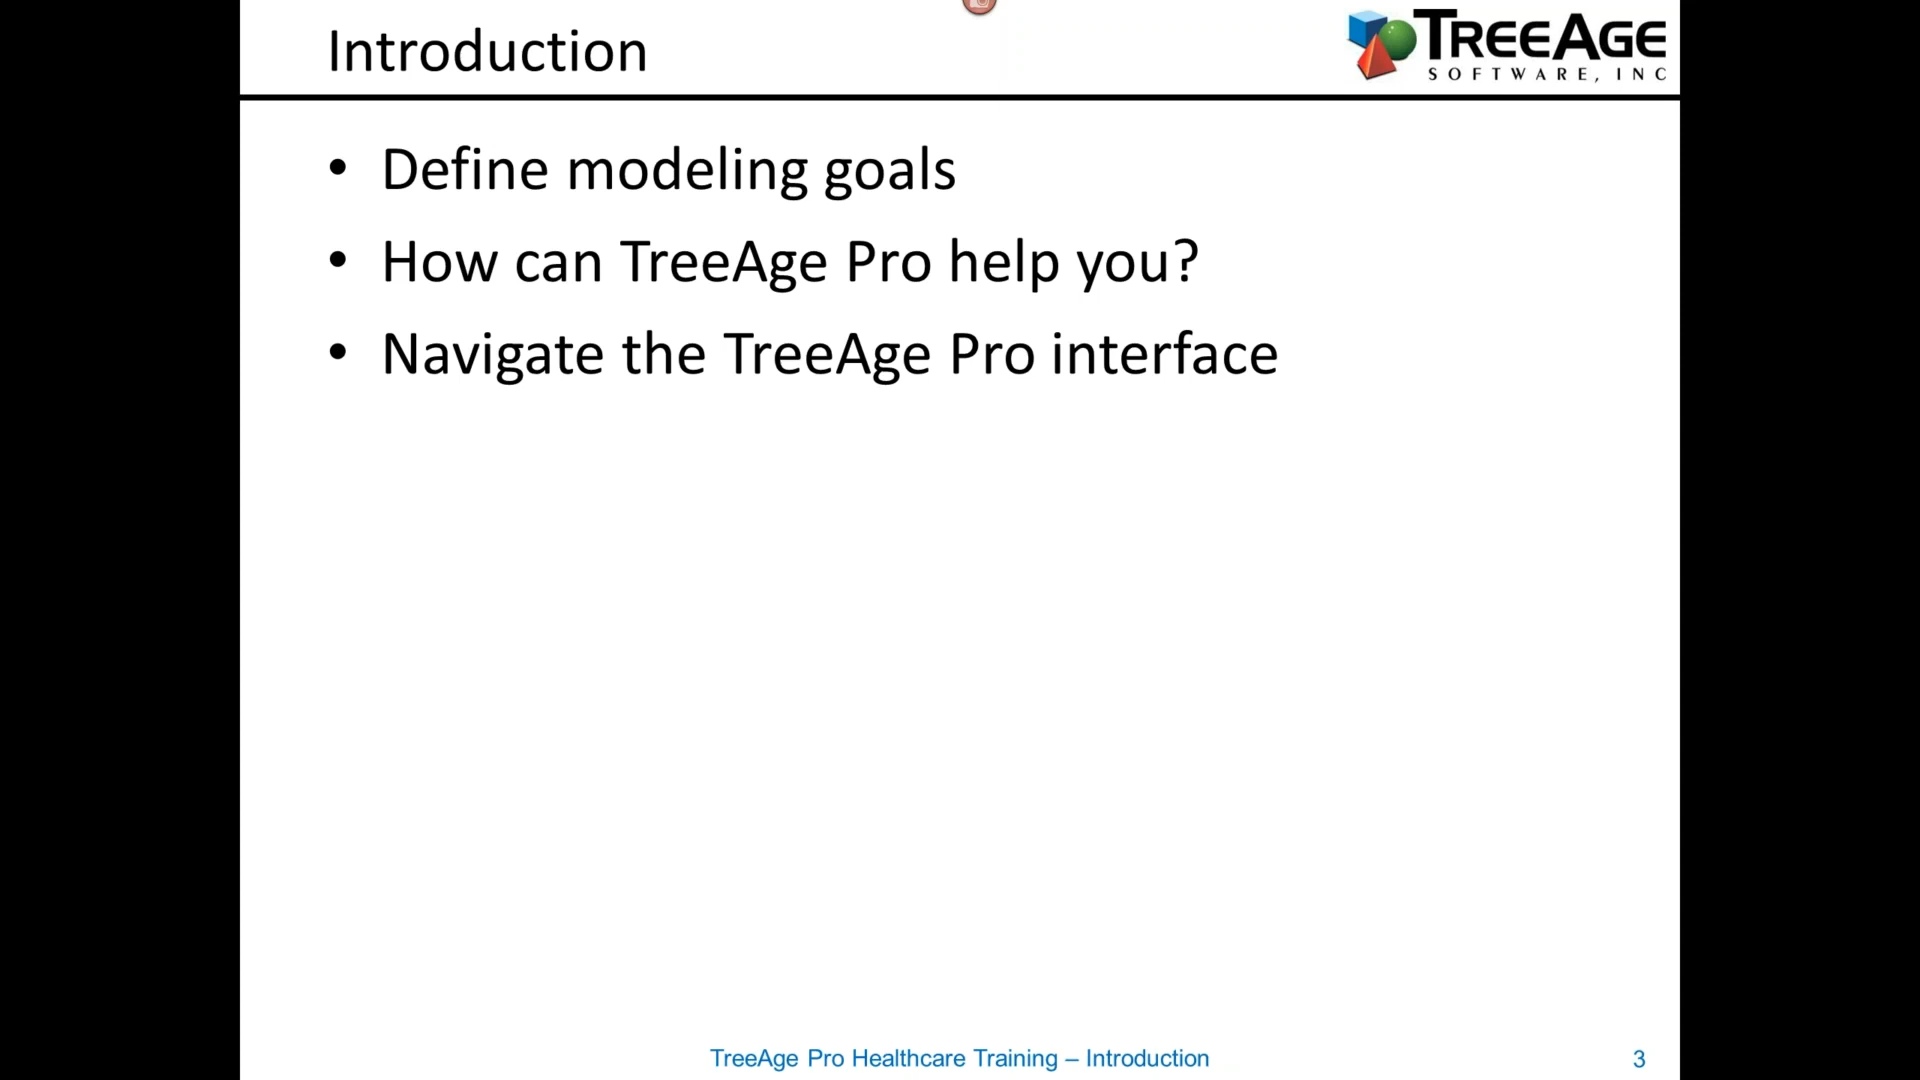 Introduction
TREEAGE
SOFTWARE, INC
• Define modeling goals
• How can TreeAge Pro help you?
• Navigate the TreeAge Pro interface
TreeAge Pro Healthcare Training – Introduction
3